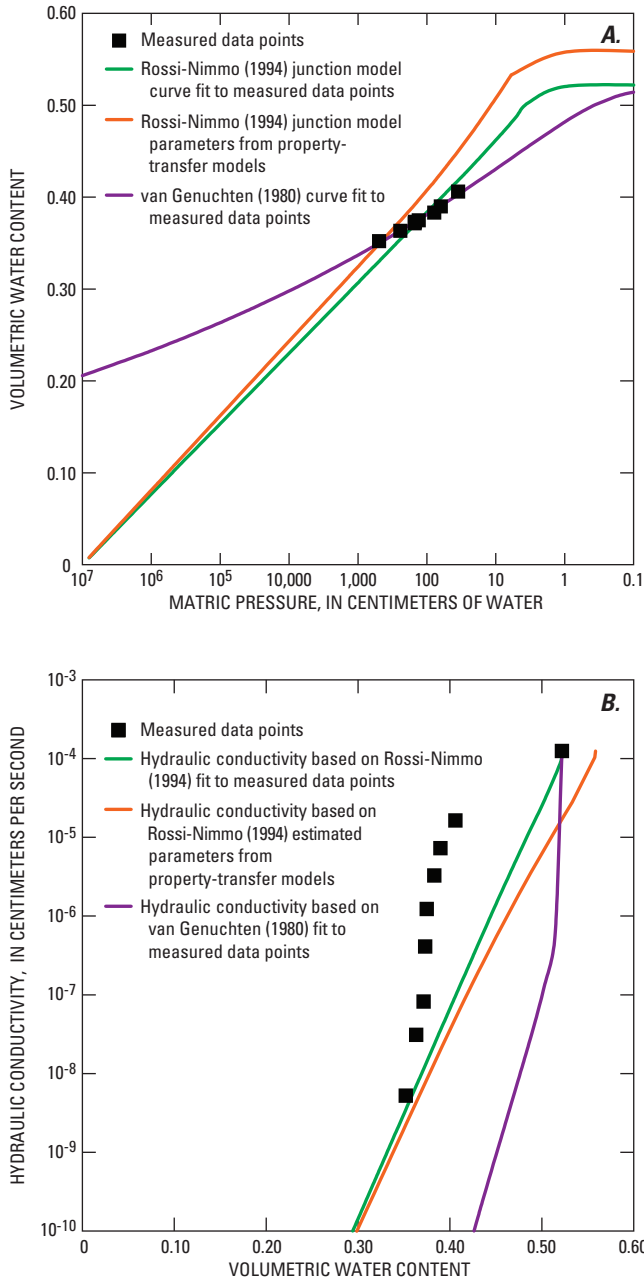 A.
Measured data points
Rossi-Nimmo (1994) junction model
curve fit to measured data points
Rossi-Nimmo (1994) junction model
parameters from property-
transfer models
van Genuchten (1980) curve fit to
measured data points
VOLUMETRIC WATER CONTENT
0.60
0.50
0.40
0.30
0.20
0.10
0
10⁷ 10⁶ 10⁵ 10,000 1,000 100 10 1 0.1
MATRIC PRESSURE, IN CENTIMETERS OF WATER
B.
Measured data points
Hydraulic conductivity based on Rossi-Nimmo
(1994) fit to measured data points
Hydraulic conductivity based on
Rossi-Nimmo (1994) estimated
parameters from
property-transfer models
Hydraulic conductivity based on
van Genuchten (1980) fit to
measured data points
HYDRAULIC CONDUCTIVITY, IN CENTIMETERS PER SECOND
10⁻³
10⁻⁴
10⁻⁵
10⁻⁶
10⁻⁷
10⁻⁸
10⁻⁹
10⁻¹⁰
0 0.10 0.20 0.30 0.40 0.50 0.60
VOLUMETRIC WATER CONTENT